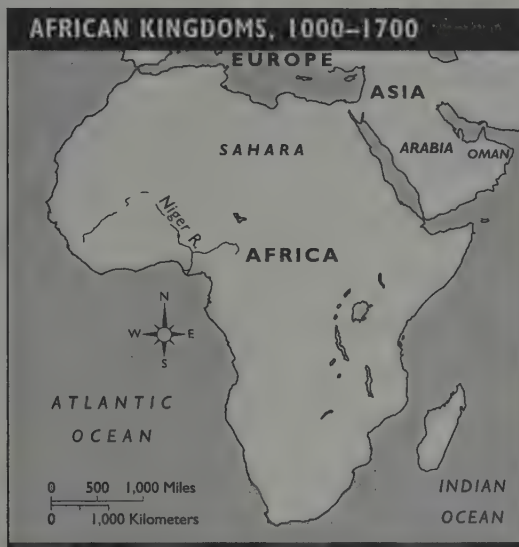 AFRICAN KINGDOMS, 1000–1700
EUROPE
ASIA
SAHARA
ARABIA
OMAN
Niger R.
AFRICA
N
W
E
S
ATLANTIC
OCEAN
0 500 1,000 Miles
0 1,000 Kilometers
INDIAN
OCEAN